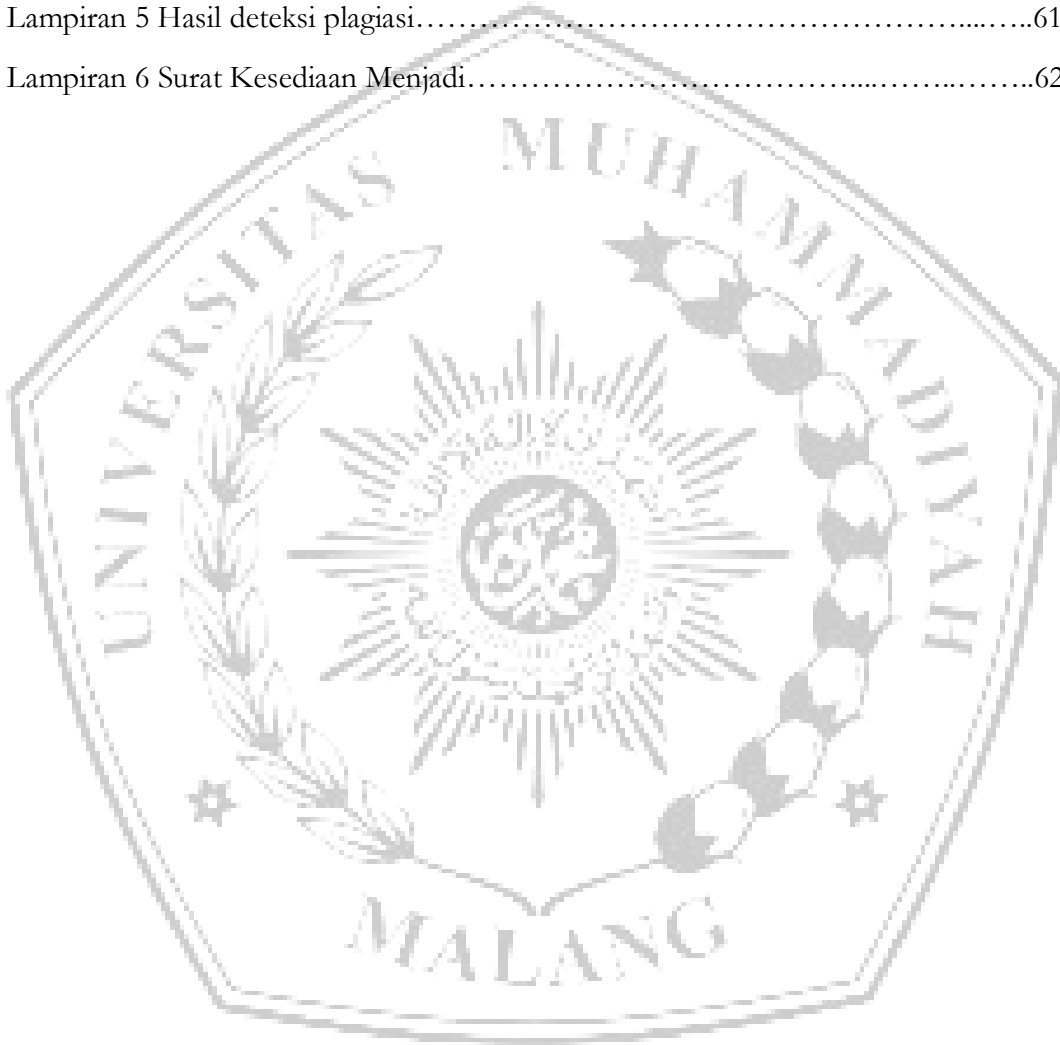 Lampiran 5 Hasil deteksi plagiasi……………………………………………………...…..61
Lampiran 6 Surat Kesediaan Menjadi……………………………………...……..……..62
UNIVERSITAS MUHAMMADIYAH
MALANG